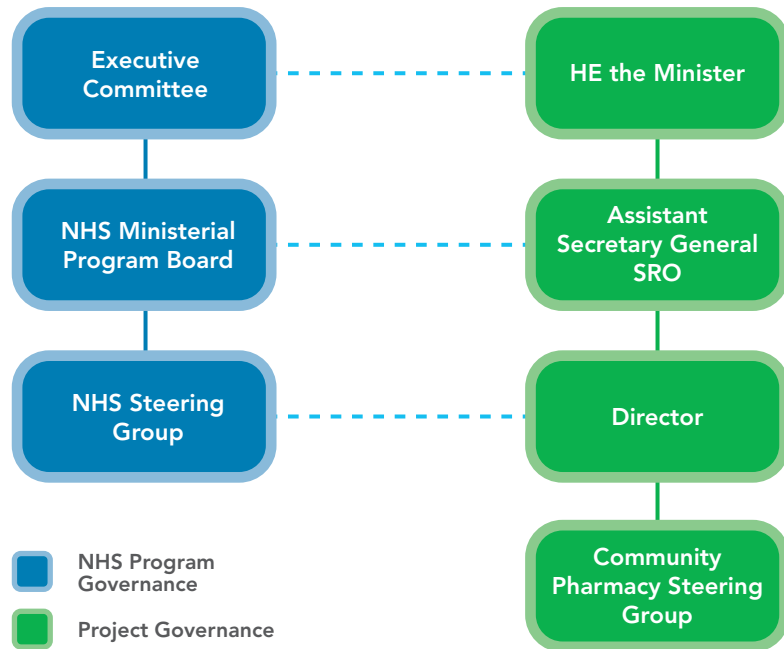 Executive
Committee
HE the Minister
NHS Ministerial
Program Board
Assistant
Secretary General
SRO
NHS Steering
Group
Director
Community
Pharmacy Steering
Group
NHS Program
Governance
Project Governance